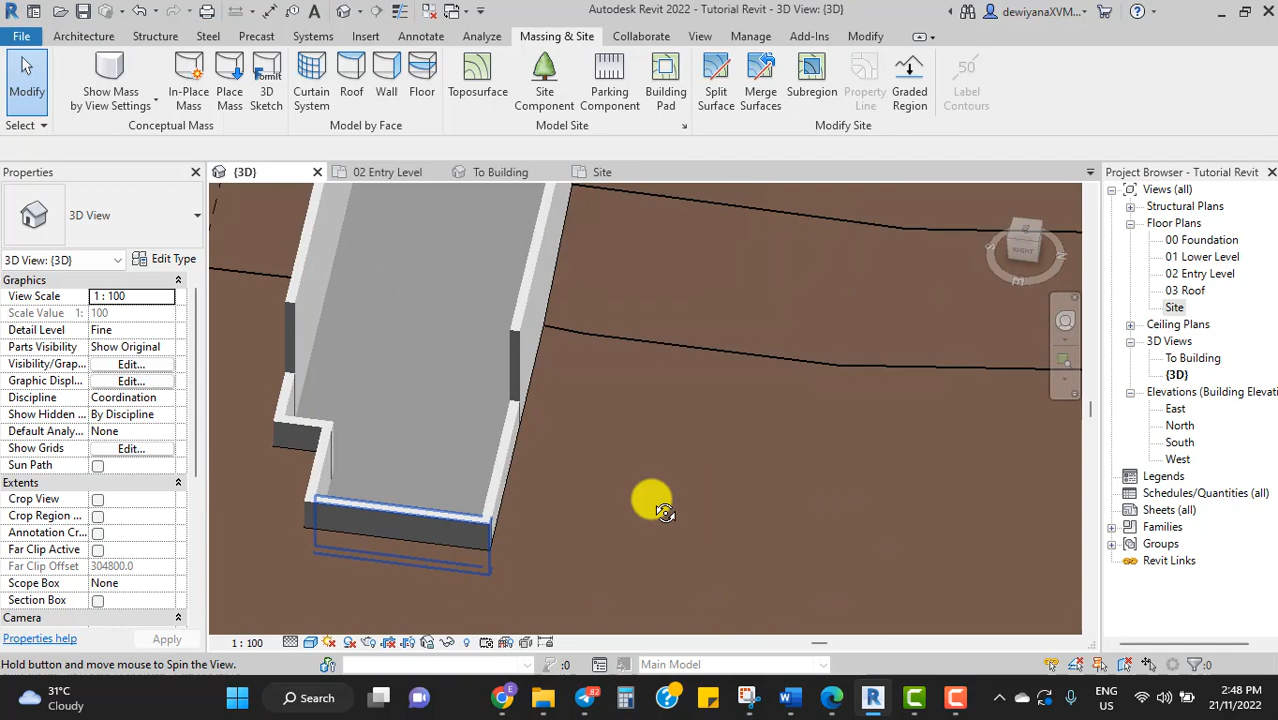 Autodesk Revit 2022 - Tutorial Revit - 3D View: {3D}
dewiyanaXVM...
File Architecture Structure Steel Precast Systems Insert Annotate Analyze Massing & Site Collaborate View Manage Add-Ins Modify
Modify
Show Mass by View Settings
In-Place Mass
Place Mass
Formit 3D Sketch
Curtain System
Roof
Wall
Floor
Toposurface
Site Component
Parking Component
Building Pad
Split Surface
Merge Surfaces
Subregion
Property Line
Graded Region
50
Label Contours
Select Conceptual Mass Model by Face Model Site Modify Site
Properties
{3D} 02 Entry Level To Building Site
Project Browser - Tutorial Revit
3D View
3D View: {3D} Edit Type
Graphics
View Scale 1 : 100
Scale Value 1: 100
Detail Level Fine
Parts Visibility Show Original
Visibility/Grap... Edit...
Graphic Displ... Edit...
Discipline Coordination
Show Hidden ... By Discipline
Default Analy... None
Show Grids Edit...
Sun Path
Extents
Crop View
Crop Region ...
Annotation Cr...
Far Clip Active
Far Clip Offset 304800.0
Scope Box None
Section Box
Camera
Properties help Apply
RIGHT
Views (all)
Structural Plans
Floor Plans
00 Foundation
01 Lower Level
02 Entry Level
03 Roof
Site
Ceiling Plans
3D Views
To Building
{3D}
Elevations (Building Elevati
East
North
South
West
Legends
Schedules/Quantities (all)
Sheets (all)
Families
Groups
Revit Links
1 : 100
Hold button and move mouse to Spin the View.
:0
Main Model
:0
31°C
Cloudy
Search
82
ENG
US
2:48 PM
21/11/2022